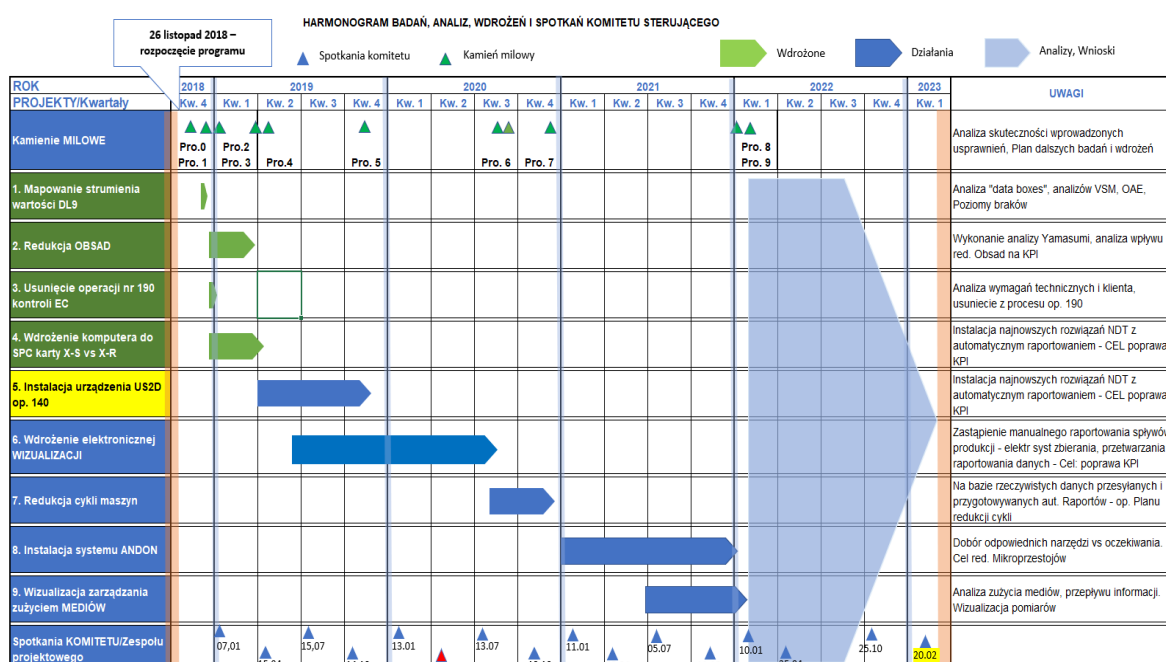 HARMONOGRAM BADAŃ, ANALIZ, WDROŻEŃ I SPOTKAŃ KOMITETU STERUJĄCEGO
26 listopad 2018 –
rozpoczęcie programu
Spotkania komitetu
Kamień milowy
Wdrożone
Działania
Analizy, Wnioski
ROK 2018 2019 2020 2021 2022 2023 UWAGI
PROJEKTY/Kwartały Kw. 4 Kw. 1 Kw. 2 Kw. 3 Kw. 4 Kw. 1 Kw. 2 Kw. 3 Kw. 4 Kw. 1 Kw. 2 Kw. 3 Kw. 4 Kw. 1 Kw. 2 Kw. 3 Kw. 4 Kw. 1
Kamienie MILOWE
Pro.0 Pro.2 Pro. 8
Pro. 1 Pro. 3 Pro.4 Pro. 5 Pro. 6 Pro. 7 Pro. 9
Analiza skuteczności wprowadzonych
usprawnień, Plan dalszych badań i wdrożeń
1. Mapowanie strumienia
wartości DL9
Analiza "data boxes", analizów VSM, OAE,
Poziomy braków
2. Redukcja OBSAD
Wykonanie analizy Yamasumi, analiza wpływu
red. Obsad na KPI
3. Usunięcie operacji nr 190
kontroli EC
Analiza wymagań technicznych i klienta,
usuniecie z procesu op. 190
4. Wdrożenie komputera do
SPC karty X-S vs X-R
Instalacja najnowszych rozwiązań NDT z
automatycznym raportowaniem - CEL poprawa
KPI
5. Instalacja urządzenia US2D
op. 140
Instalacja najnowszych rozwiązań NDT z
automatycznym raportowaniem - CEL poprawa
KPI
6. Wdrożenie elektronicznej
WIZUALIZACJI
Zastąpienie manualnego raportowania spływów
produkcji - elektr syst zbierania, przetwarzania
raportowania danych - Cel: poprawa KPI
7. Redukcja cykli maszyn
Na bazie rzeczywistych danych przesyłanych i
przygotowywanych aut. Raportów - op. Planu
redukcji cykli
8. Instalacja systemu ANDON
Dobór odpowiednich narzędzi vs oczekiwania.
Cel red. Mikroprzestojów
9. Wizualizacja zarządzania
zużyciem MEDIÓW
Analiza zużycia mediów, przepływu informacji.
Wizualizacja pomiarów
Spotkania KOMITETU/Zespołu
projektowego
07,01 15,07 13.01 13.07 11.01 05.07 10.01 25.10 20.02